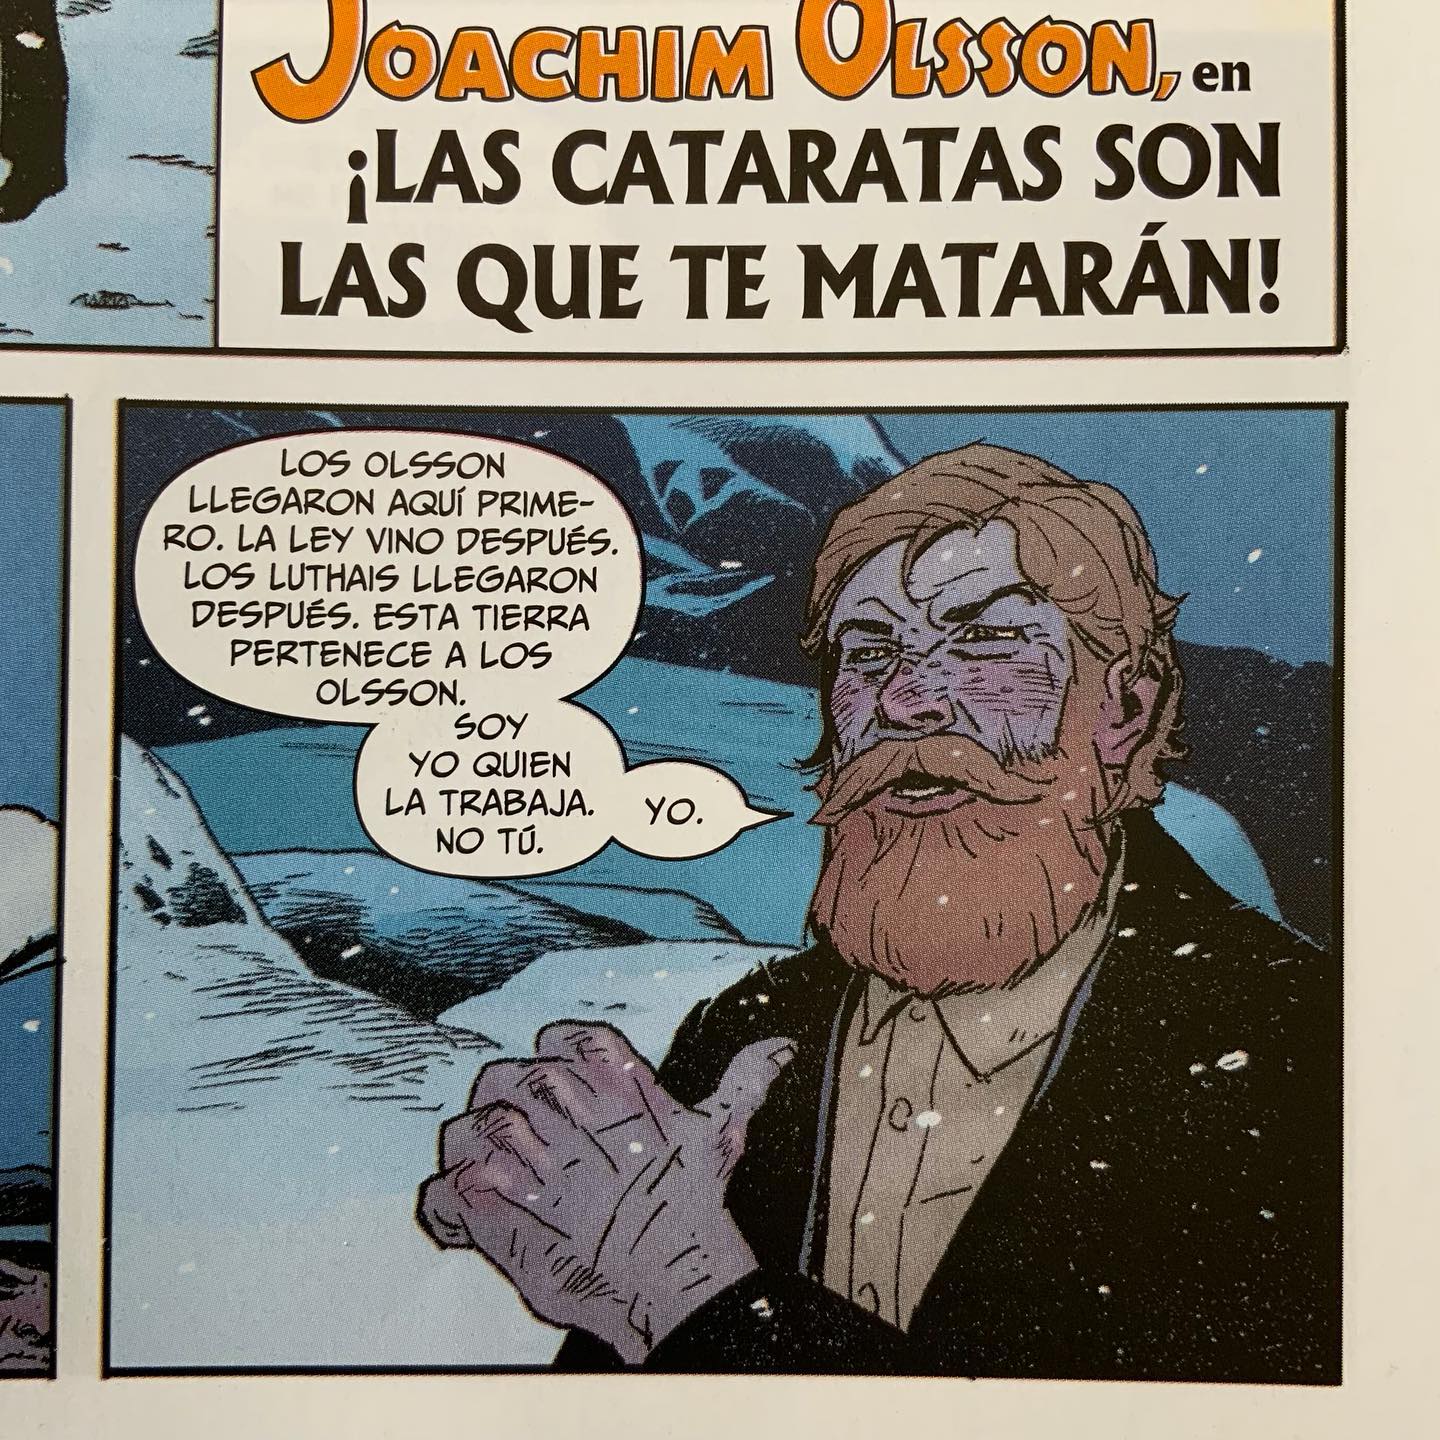 JOACHIM OLSSON, en
¡LAS CATARATAS SON
LAS QUE TE MATARÁN!
LOS OLSSON
LLEGARON AQUÍ PRIME-
RO. LA LEY VINO DESPUÉS.
LOS LUTHAIS LLEGARON
DESPUÉS. ESTA TIERRA
PERTENECE A LOS
OLSSON.
SOY
YO QUIEN
LA TRABAJA.
NO TÚ.
YO.